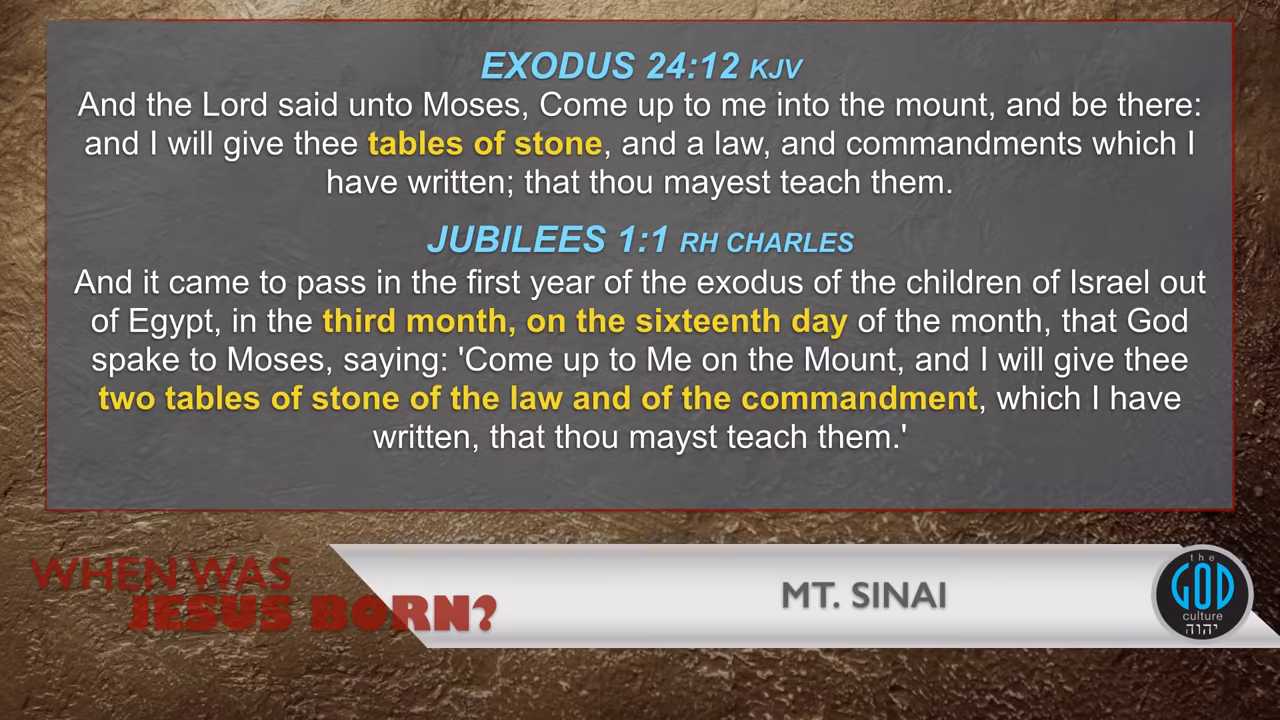 EXODUS 24:12 KJV
And the Lord said unto Moses, Come up to me into the mount, and be there:
and I will give thee tables of stone, and a law, and commandments which I
have written; that thou mayest teach them.
JUBILEES 1:1 RH CHARLES
And it came to pass in the first year of the exodus of the children of Israel out
of Egypt, in the third month, on the sixteenth day of the month, that God
spake to Moses, saying: 'Come up to Me on the Mount, and I will give thee
two tables of stone of the law and of the commandment, which I have
written, that thou mayst teach them.'
WHEN WAS
JESUS BORN?
MT. SINAI
the
GOD
culture
יהוה